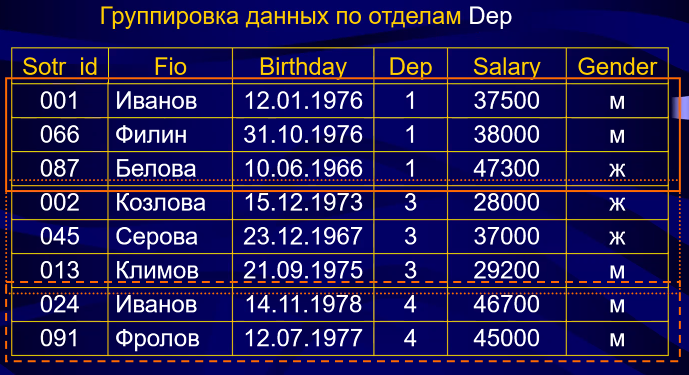 Группировка данных по отделам Dep
Sotr_id Fio Birthday Dep Salary Gender
001 Иванов 12.01.1976 1 37500 м
066 Филин 31.10.1976 1 38000 м
087 Белова 10.06.1966 1 47300 ж
002 Козлова 15.12.1973 3 28000 ж
045 Серова 23.12.1967 3 37000 ж
013 Климов 21.09.1975 3 29200 м
024 Иванов 14.11.1978 4 46700 м
091 Фролов 12.07.1977 4 45000 м